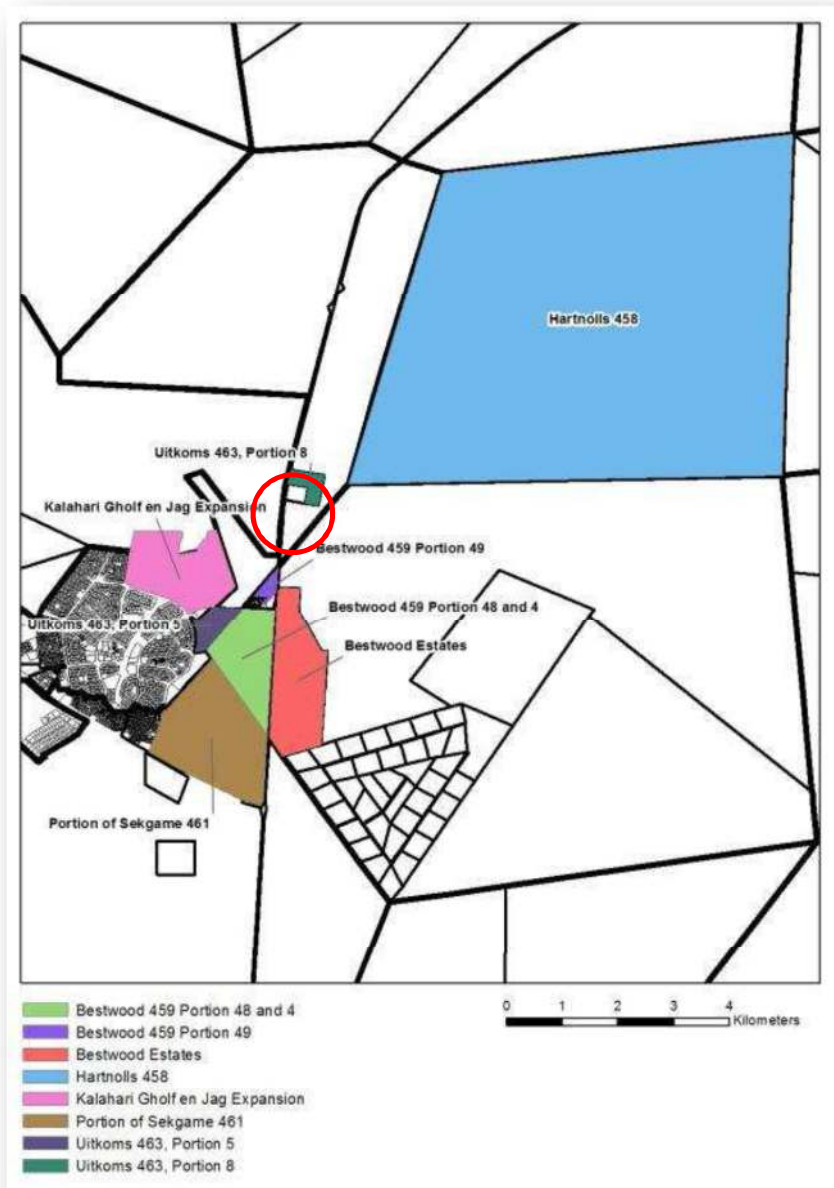 Hartnolls 458
Uitkoms 463, Portion 8
Kalahari Gholf en Jag Expansion
Bestwood 459 Portion 49
Bestwood 459 Portion 48 and 4
Uitkoms 463, Portion 5
Bestwood Estates
Portion of Sekgame 461
Bestwood 459 Portion 48 and 4
Bestwood 459 Portion 49
Bestwood Estates
Hartnolls 458
Kalahari Gholf en Jag Expansion
Portion of Sekgame 461
Uitkoms 463, Portion 5
Uitkoms 463, Portion 8
0 1 2 3 4
Kilometers